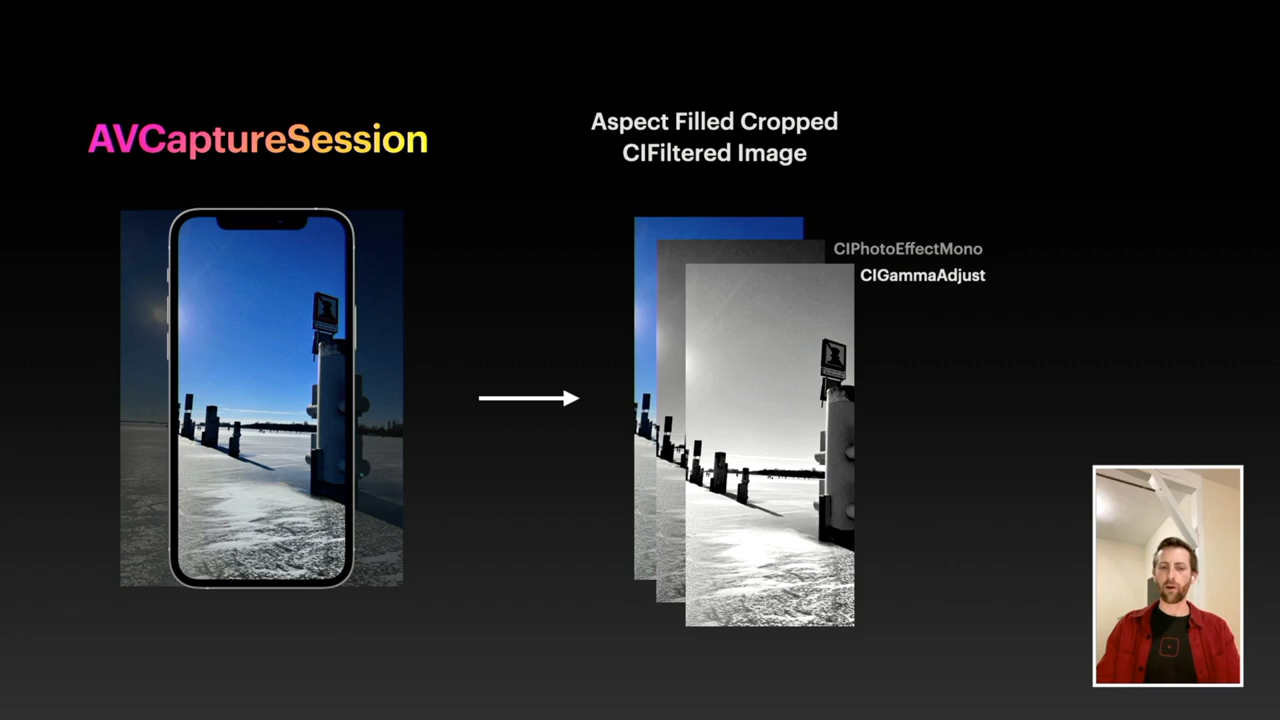 AVCaptureSession
Aspect Filled Cropped
CIFiltered Image
CIPhotoEffectMono
CIGammaAdjust